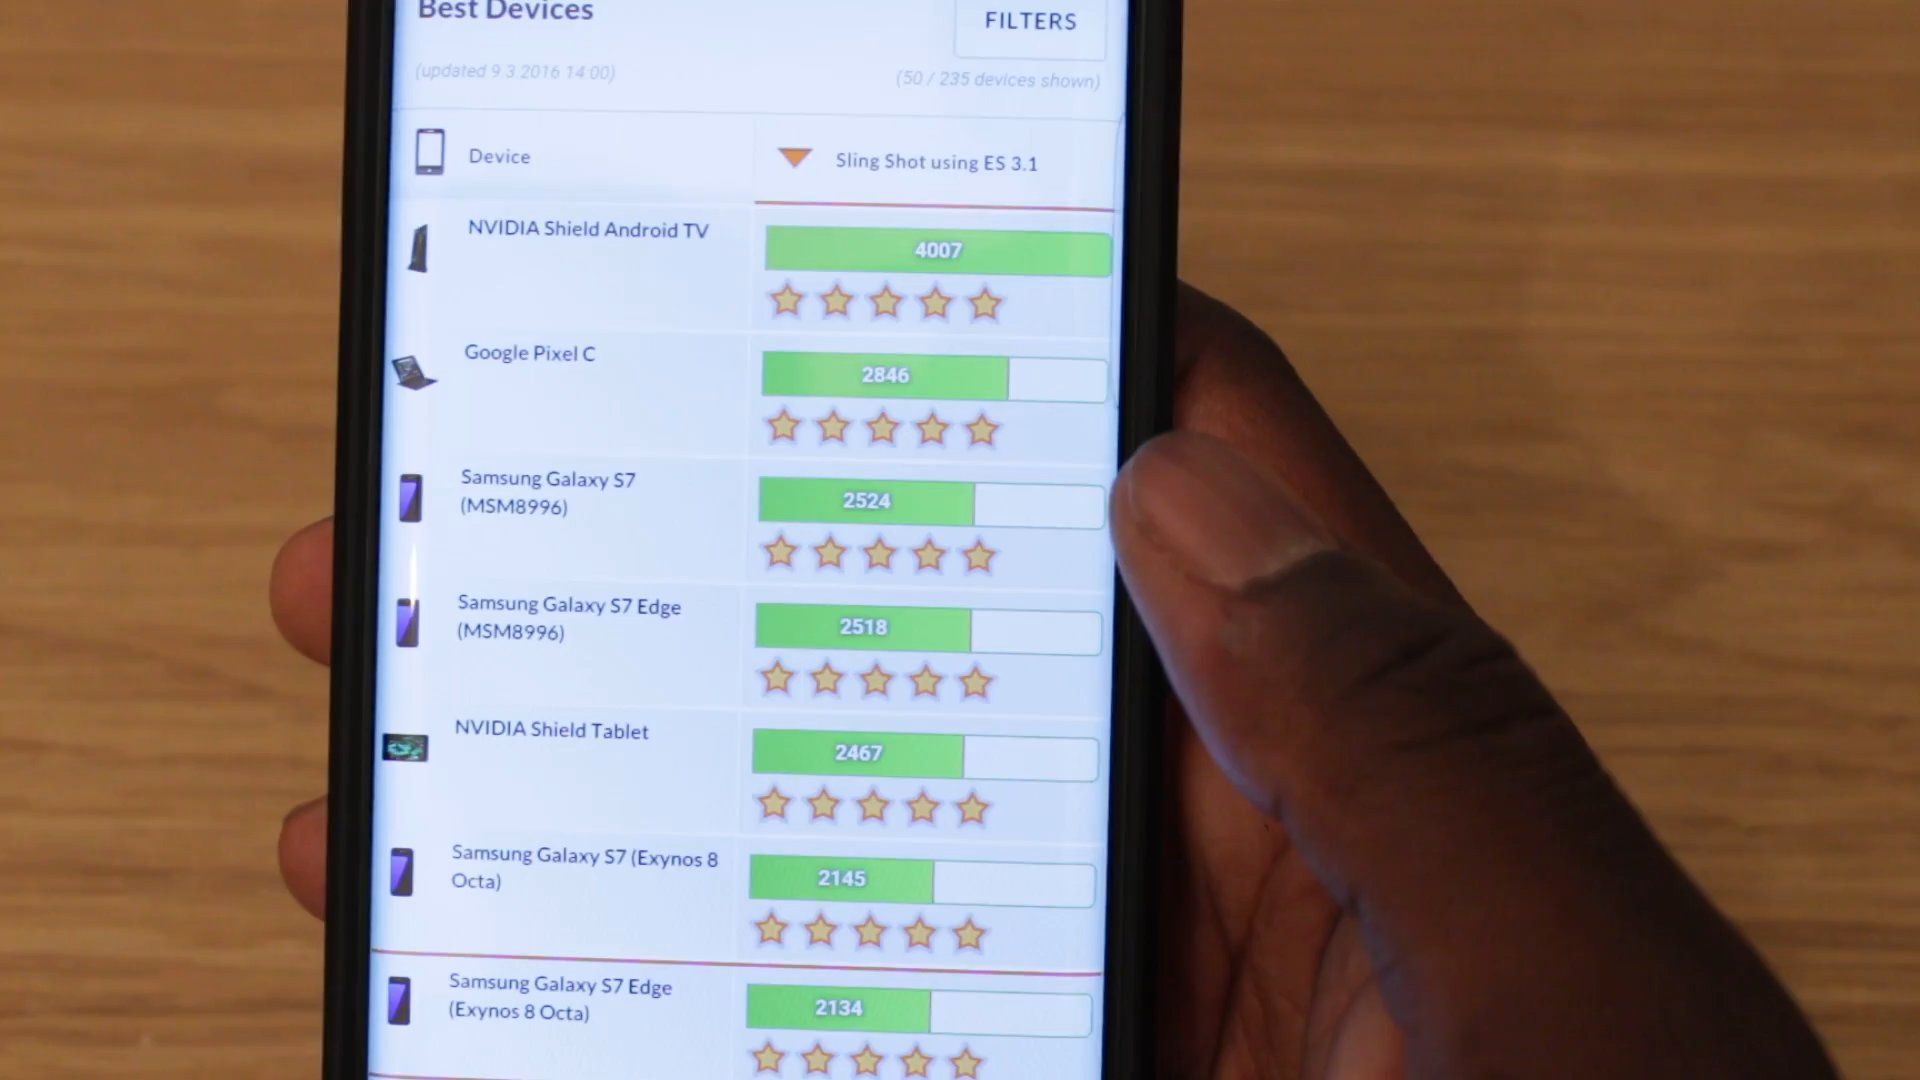 Best Devices
FILTERS
(updated 9 3 2016 14:00)
(50 / 235 devices shown)
Device
Sling Shot using ES 3.1
NVIDIA Shield Android TV
4007
Google Pixel C
2846
Samsung Galaxy S7
(MSM8996)
2524
Samsung Galaxy S7 Edge
(MSM8996)
2518
NVIDIA Shield Tablet
2467
Samsung Galaxy S7 (Exynos 8
Octa)
2145
Samsung Galaxy S7 Edge
(Exynos 8 Octa)
2134